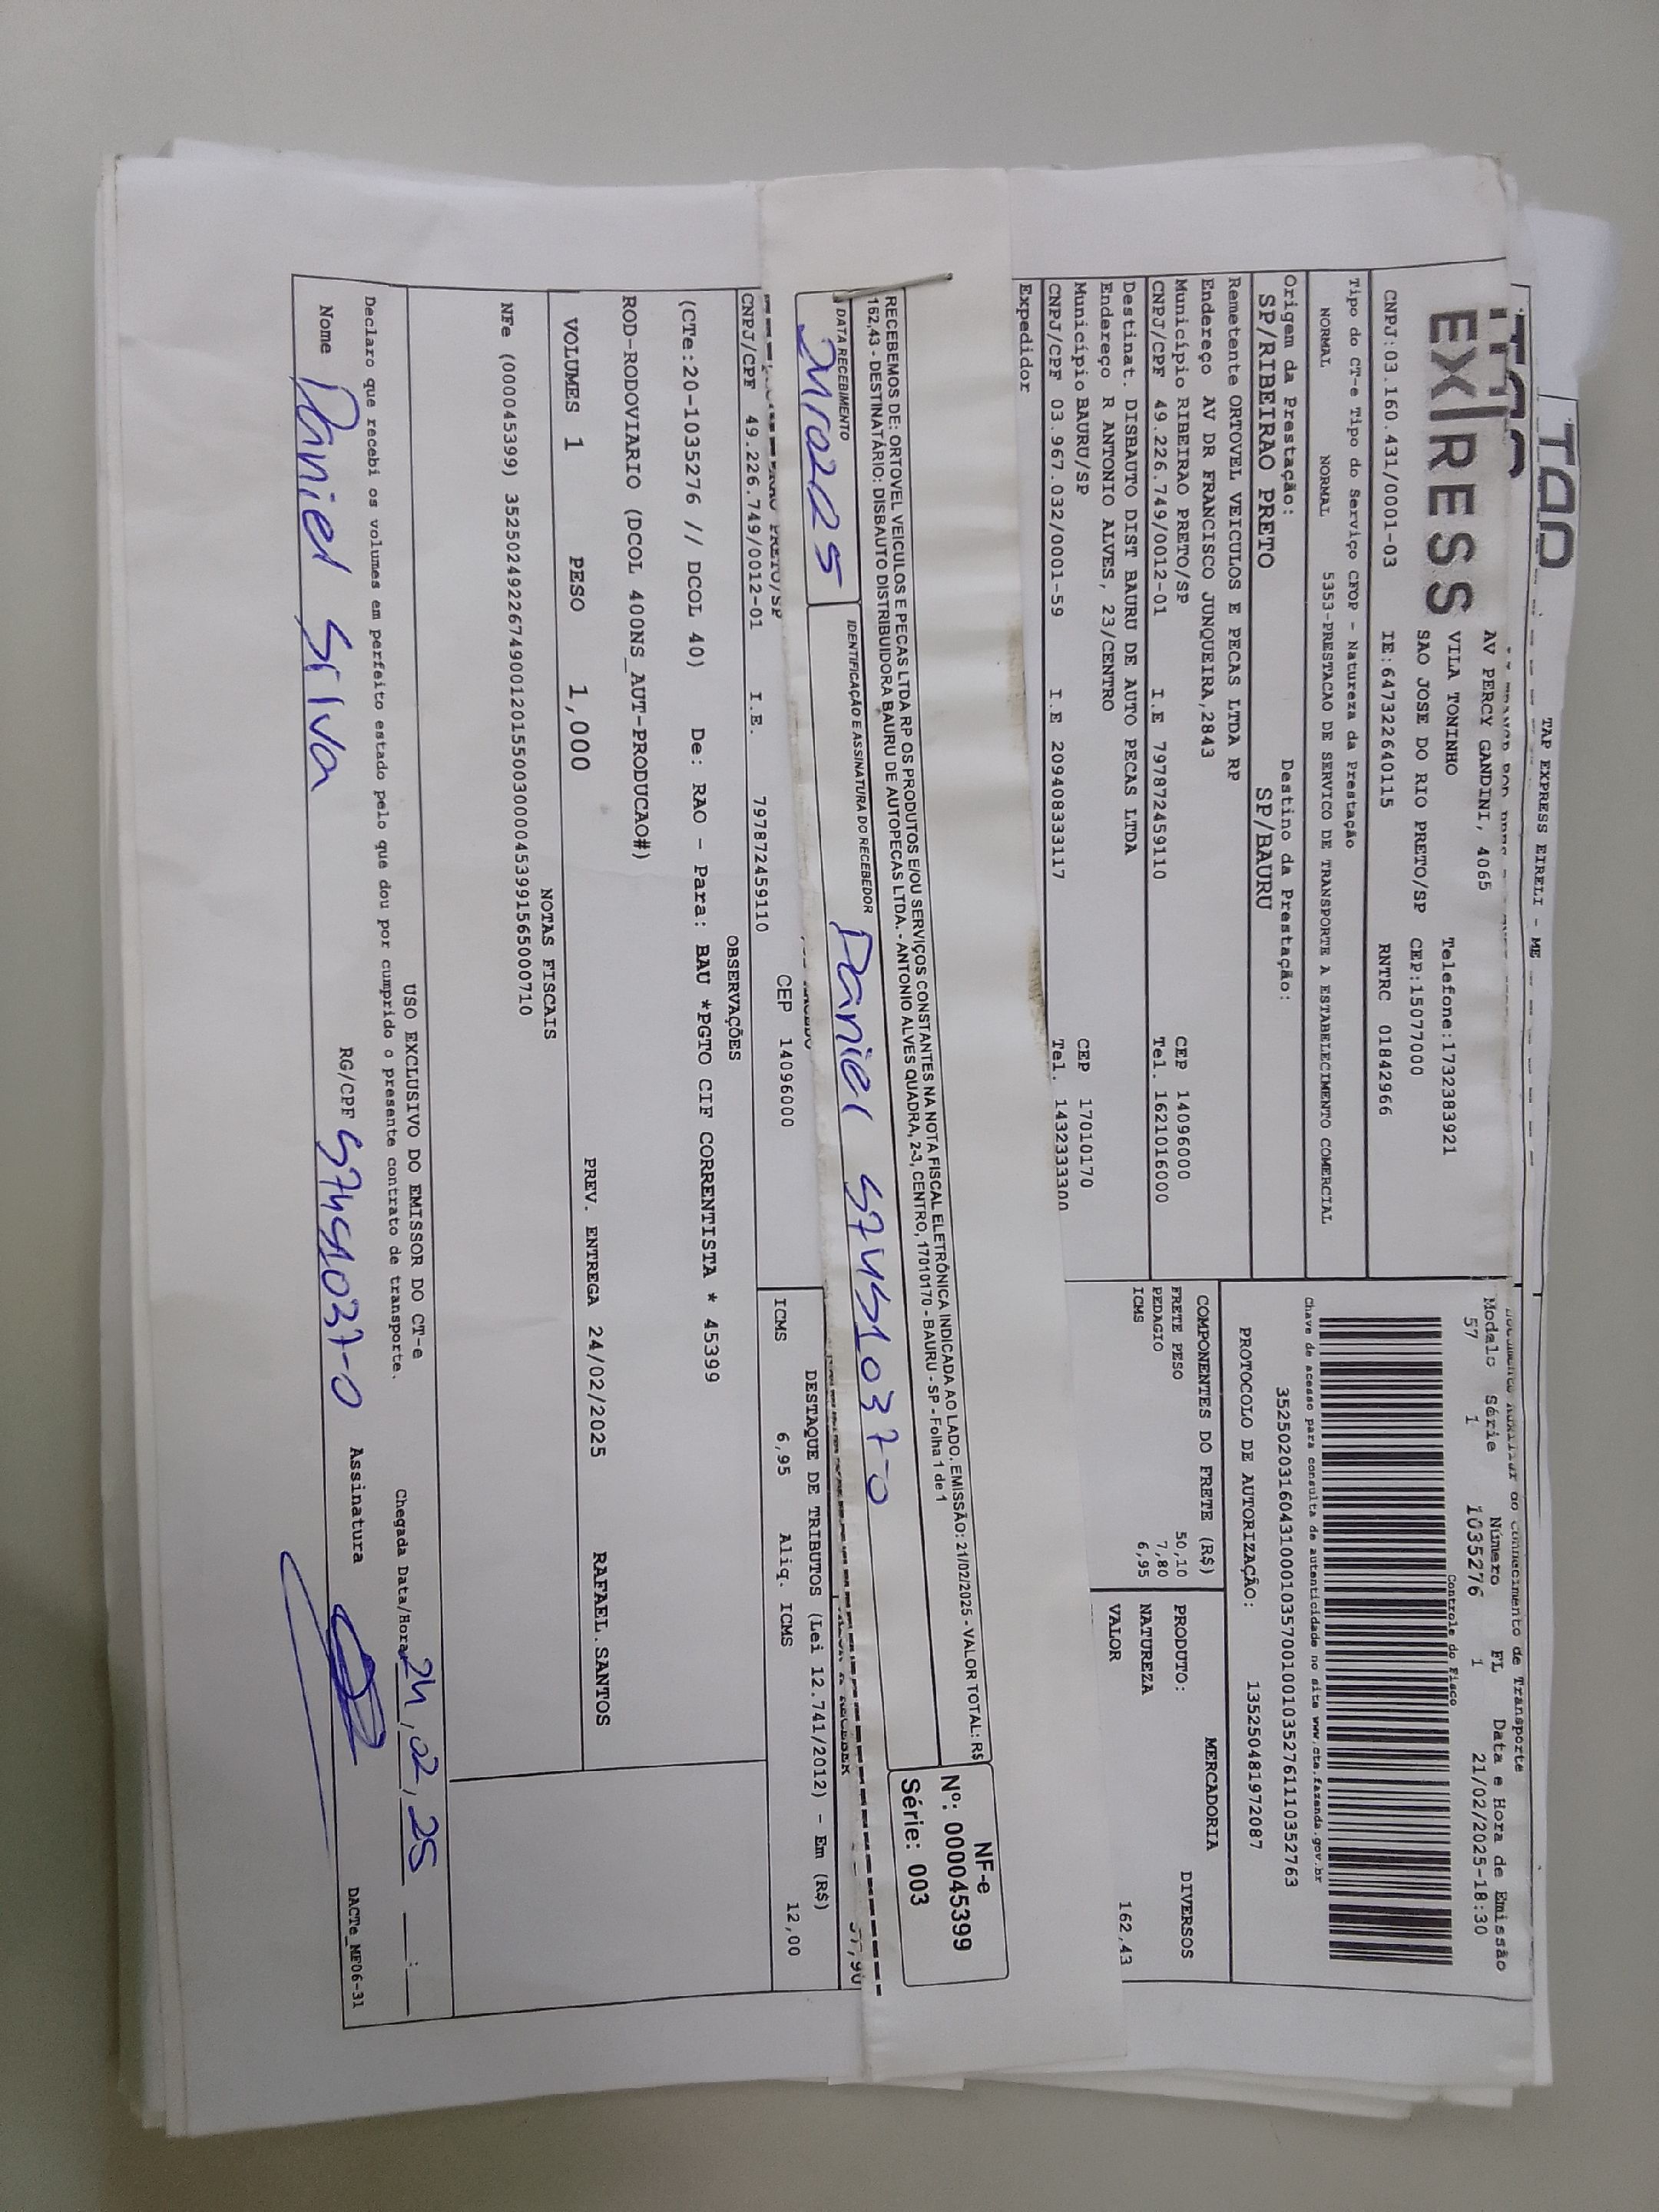 TAP EXPRESS EIRELI - ME
EXPRESS
AV PERCY GANDINI, 4065
VILA TONINHO Telefone:1732383921
SAO JOSE DO RIO PRETO/SP CEP:15077000
CNPJ:03.160.431/0001-03 IE:647322640115 RNTRC 01842966
Documento Auxiliar do Conhecimento de Transporte
Modalo Série Número FL Data e Hora de Emissão
57 1 1035276 1 21/02/2025-18:30
Controle do Fisco
Chave de acesso para consulta de autenticidade no site www.cte.fazenda.gov.br
35250203160431000103570010010352761110352763
PROTOCOLO DE AUTORIZAÇÃO: 135250481972087
Tipo do CT-e Tipo do Serviço CFOP - Natureza da Prestação
NORMAL NORMAL 5353-PRESTACAO DE SERVICO DE TRANSPORTE A ESTABELECIMENTO COMERCIAL
Origem da Prestação: Destino da Prestação:
SP/RIBEIRAO PRETO SP/BAURU
Remetente ORTOVEL VEICULOS E PECAS LTDA RP
Endereço AV DR FRANCISCO JUNQUEIRA,2843
Município RIBEIRAO PRETO/SP CEP 14096000
CNPJ/CPF 49.226.749/0012-01 I.E 797872459110 Tel. 1621016000
Destinat. DISBAUTO DIST BAURU DE AUTO PECAS LTDA
Endereço R ANTONIO ALVES, 23/CENTRO
Município BAURU/SP CEP 17010170
CNPJ/CPF 03.967.032/0001-59 I.E 209408333117 Tel. 1432333300
Expedidor
COMPONENTES DO FRETE (R$)
FRETE PESO 50,10
PEDAGIO 7,80
ICMS 6,95
MERCADORIA
PRODUTO: DIVERSOS
NATUREZA
VALOR 162,43
RECEBEMOS DE: ORTOVEL VEICULOS E PECAS LTDA RP OS PRODUTOS E/OU SERVIÇOS CONSTANTES NA NOTA FISCAL ELETRÔNICA INDICADA AO LADO. EMISSÃO: 21/02/2025 - VALOR TOTAL: R$
162,43 - DESTINATÁRIO: DISBAUTO DISTRIBUIDORA BAURU DE AUTOPECAS LTDA. - ANTONIO ALVES QUADRA, 2-3, CENTRO, 17010170 - BAURU - SP - Folha 1 de 1
DATA RECEBIMENTO IDENTIFICAÇÃO E ASSINATURA DO RECEBEDOR
Daniel 57451037-0
NF-e
Nº: 000045399
Série: 003
CNPJ/CPF 49.226.749/0012-01 I.E. 797872459110 CEP 14096000
DESTAQUE DE TRIBUTOS (Lei 12.741/2012) - Em (R$)
ICMS 6,95 Aliq. ICMS 12,00
OBSERVAÇÕES
(CTe:20-1035276 // DCOL 40) De: RAO - Para: BAU *PGTO CIF CORRENTISTA * 45399
ROD-RODOVIARIO (DCOL 400NS_AUT-PRODUCAO#)
VOLUMES 1 PESO 1,000 PREV. ENTREGA 24/02/2025 RAFAEL.SANTOS
NOTAS FISCAIS
NFe (000045399) 35250249226749001201550030000453991565000710
USO EXCLUSIVO DO EMISSOR DO CT-e
Declaro que recebi os volumes em perfeito estado pelo que dou por cumprido o presente contrato de transporte. Chegada Data/Hora 24,02,25 __:__
Nome Daniel Silva RG/CPF 57451037-0 Assinatura
DACTe_NF06-31